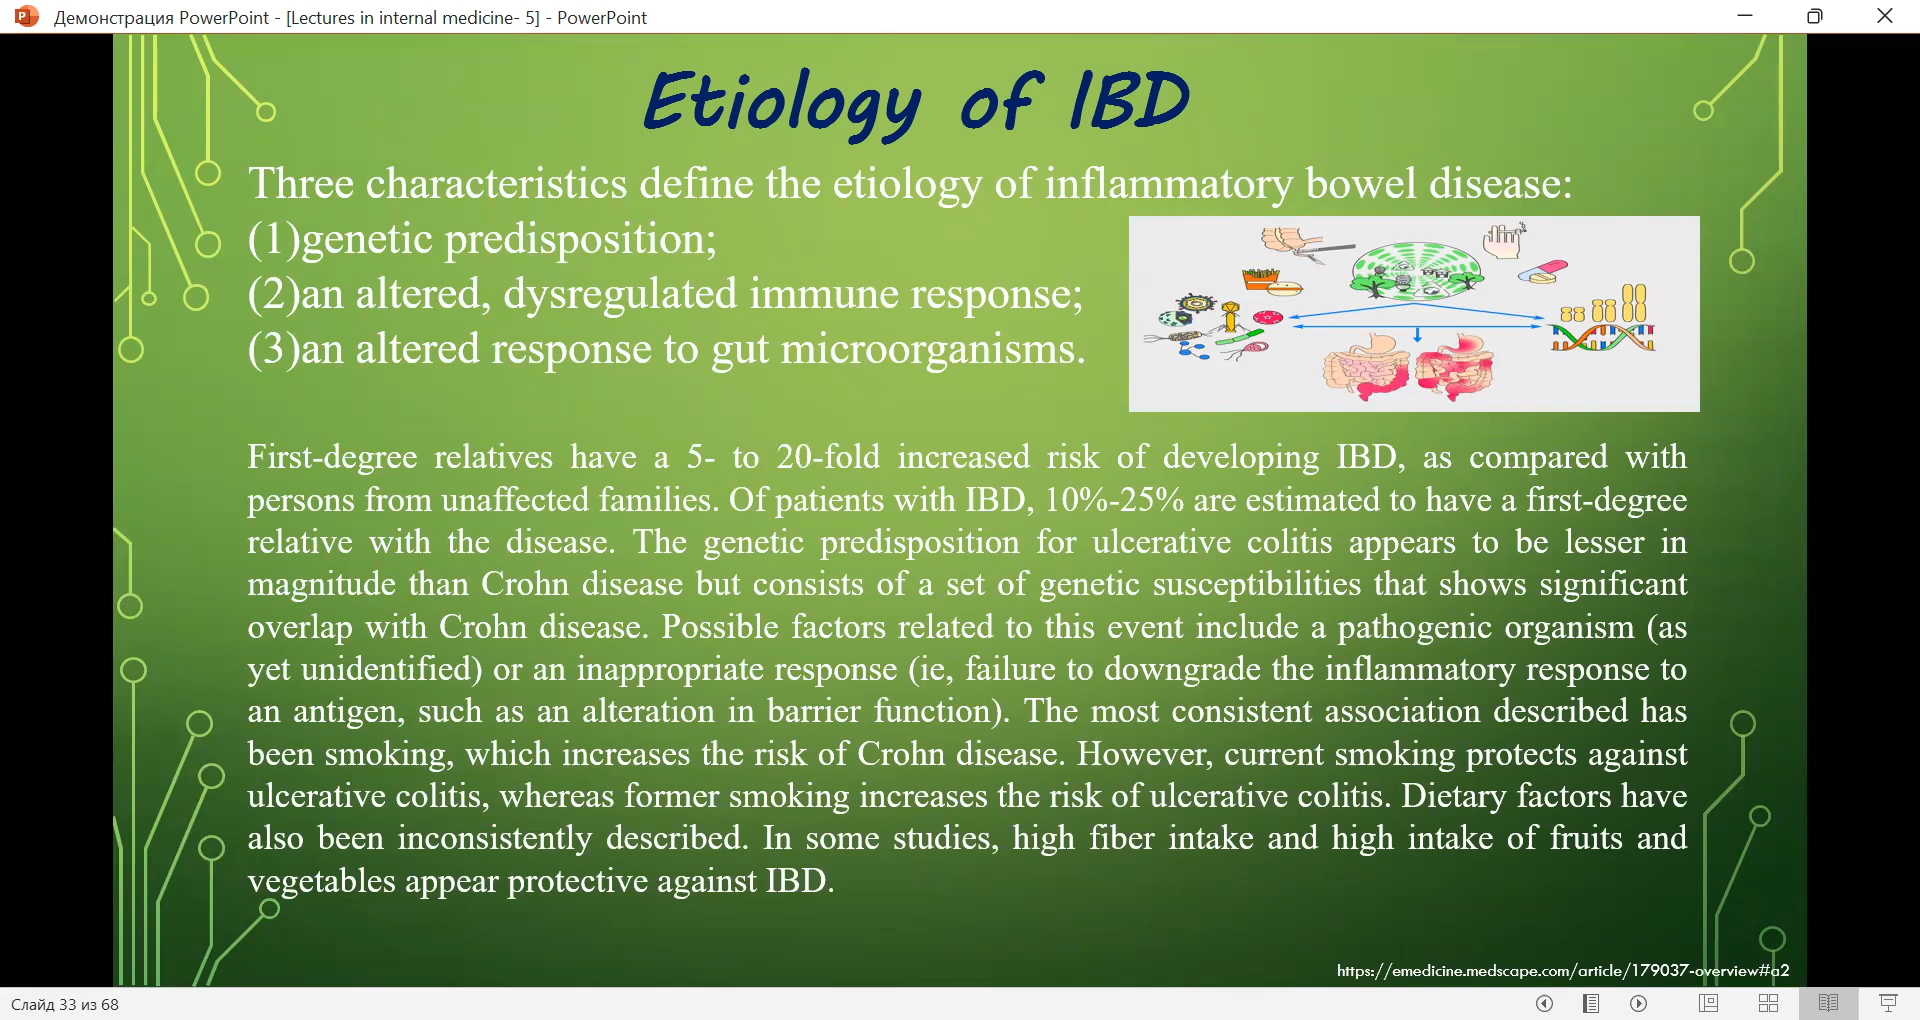 Демонстрация PowerPoint - [Lectures in internal medicine- 5] - PowerPoint
Etiology of IBD
Three characteristics define the etiology of inflammatory bowel disease:
(1)genetic predisposition;
(2)an altered, dysregulated immune response;
(3)an altered response to gut microorganisms.
First-degree relatives have a 5- to 20-fold increased risk of developing IBD, as compared with
persons from unaffected families. Of patients with IBD, 10%-25% are estimated to have a first-degree
relative with the disease. The genetic predisposition for ulcerative colitis appears to be lesser in
magnitude than Crohn disease but consists of a set of genetic susceptibilities that shows significant
overlap with Crohn disease. Possible factors related to this event include a pathogenic organism (as
yet unidentified) or an inappropriate response (ie, failure to downgrade the inflammatory response to
an antigen, such as an alteration in barrier function). The most consistent association described has
been smoking, which increases the risk of Crohn disease. However, current smoking protects against
ulcerative colitis, whereas former smoking increases the risk of ulcerative colitis. Dietary factors have
also been inconsistently described. In some studies, high fiber intake and high intake of fruits and
vegetables appear protective against IBD.
https://emedicine.medscape.com/article/179037-overview#a2
Слайд 33 из 68